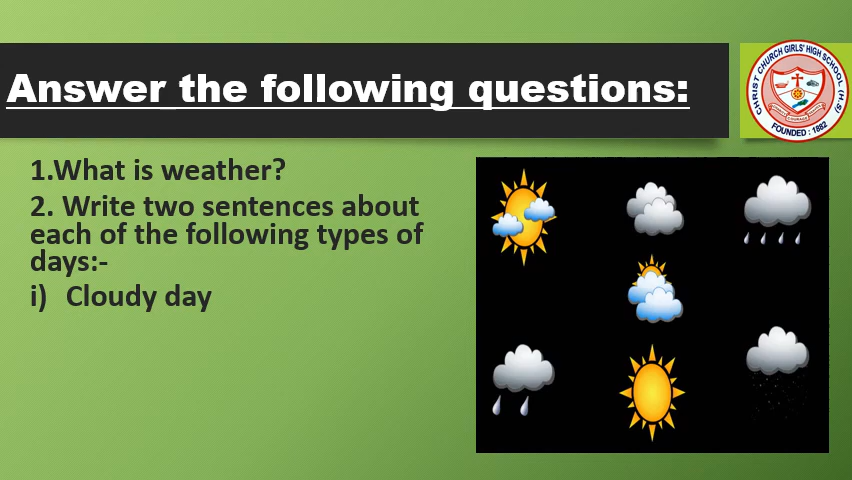 Answer the following questions:
CHRIST CHURCH GIRLS' HIGH SCHOOL (H.S)
FOUNDED : 1882
1.What is weather?
2. Write two sentences about
each of the following types of
days:-
i) Cloudy day